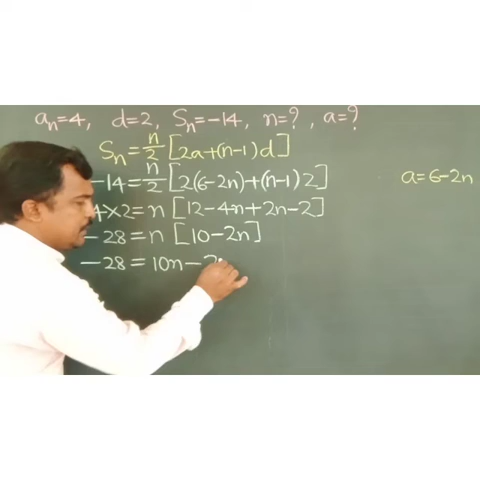 aₙ=4, d=2, Sₙ=-14, n=?, a=?
Sₙ=n/2[2a+(n-1)d]
-14=n/2[2(6-2n)+(n-1)2]
a=6-2n
4×2=n[12-4n+2n-2]
-28=n[10-2n]
-28=10n-2